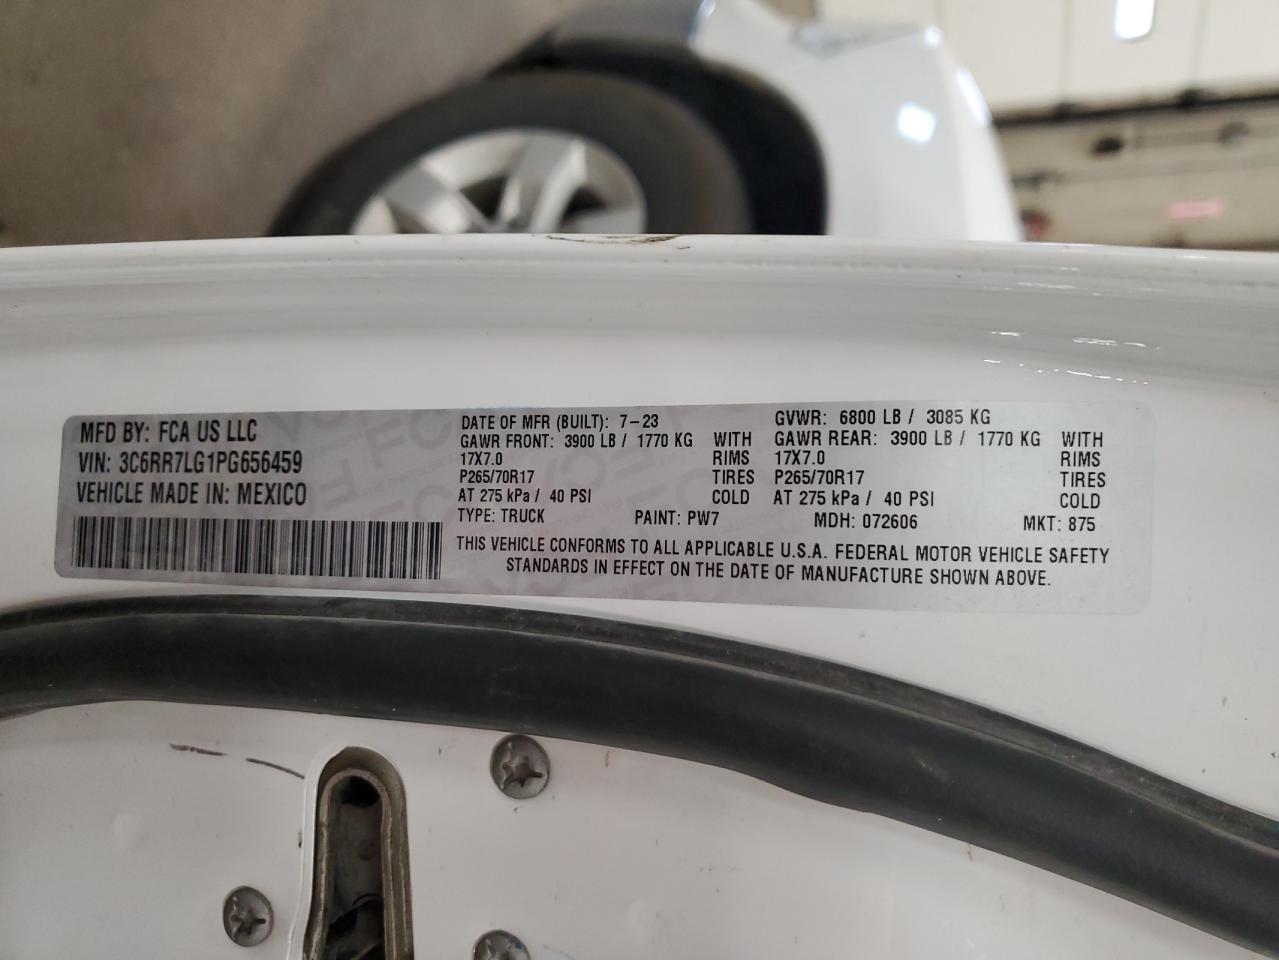 MFD BY: FCA US LLC
VIN: 3C6RR7LG1PG656459
VEHICLE MADE IN: MEXICO
DATE OF MFR (BUILT): 7-23
GAWR FRONT: 3900 LB / 1770 KG WITH
17X7.0 RIMS
P265/70R17 TIRES
AT 275 kPa / 40 PSI COLD
GVWR: 6800 LB / 3085 KG
GAWR REAR: 3900 LB / 1770 KG WITH
17X7.0 RIMS
P265/70R17 TIRES
AT 275 kPa / 40 PSI COLD
TYPE: TRUCK PAINT: PW7 MDH: 072606 MKT: 875
THIS VEHICLE CONFORMS TO ALL APPLICABLE U.S.A. FEDERAL MOTOR VEHICLE SAFETY
STANDARDS IN EFFECT ON THE DATE OF MANUFACTURE SHOWN ABOVE.